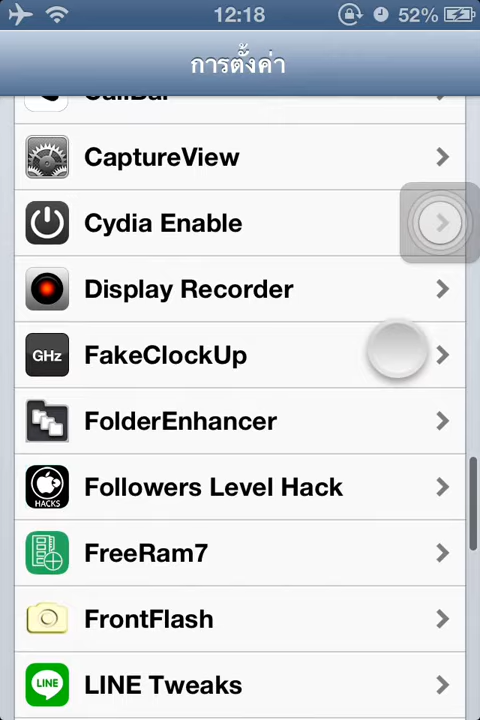 12:18
52%
การตั้งค่า
CallBar
CaptureView
Cydia Enable
Display Recorder
GHz
FakeClockUp
FolderEnhancer
HACKS
Followers Level Hack
FreeRam7
FrontFlash
LINE
LINE Tweaks